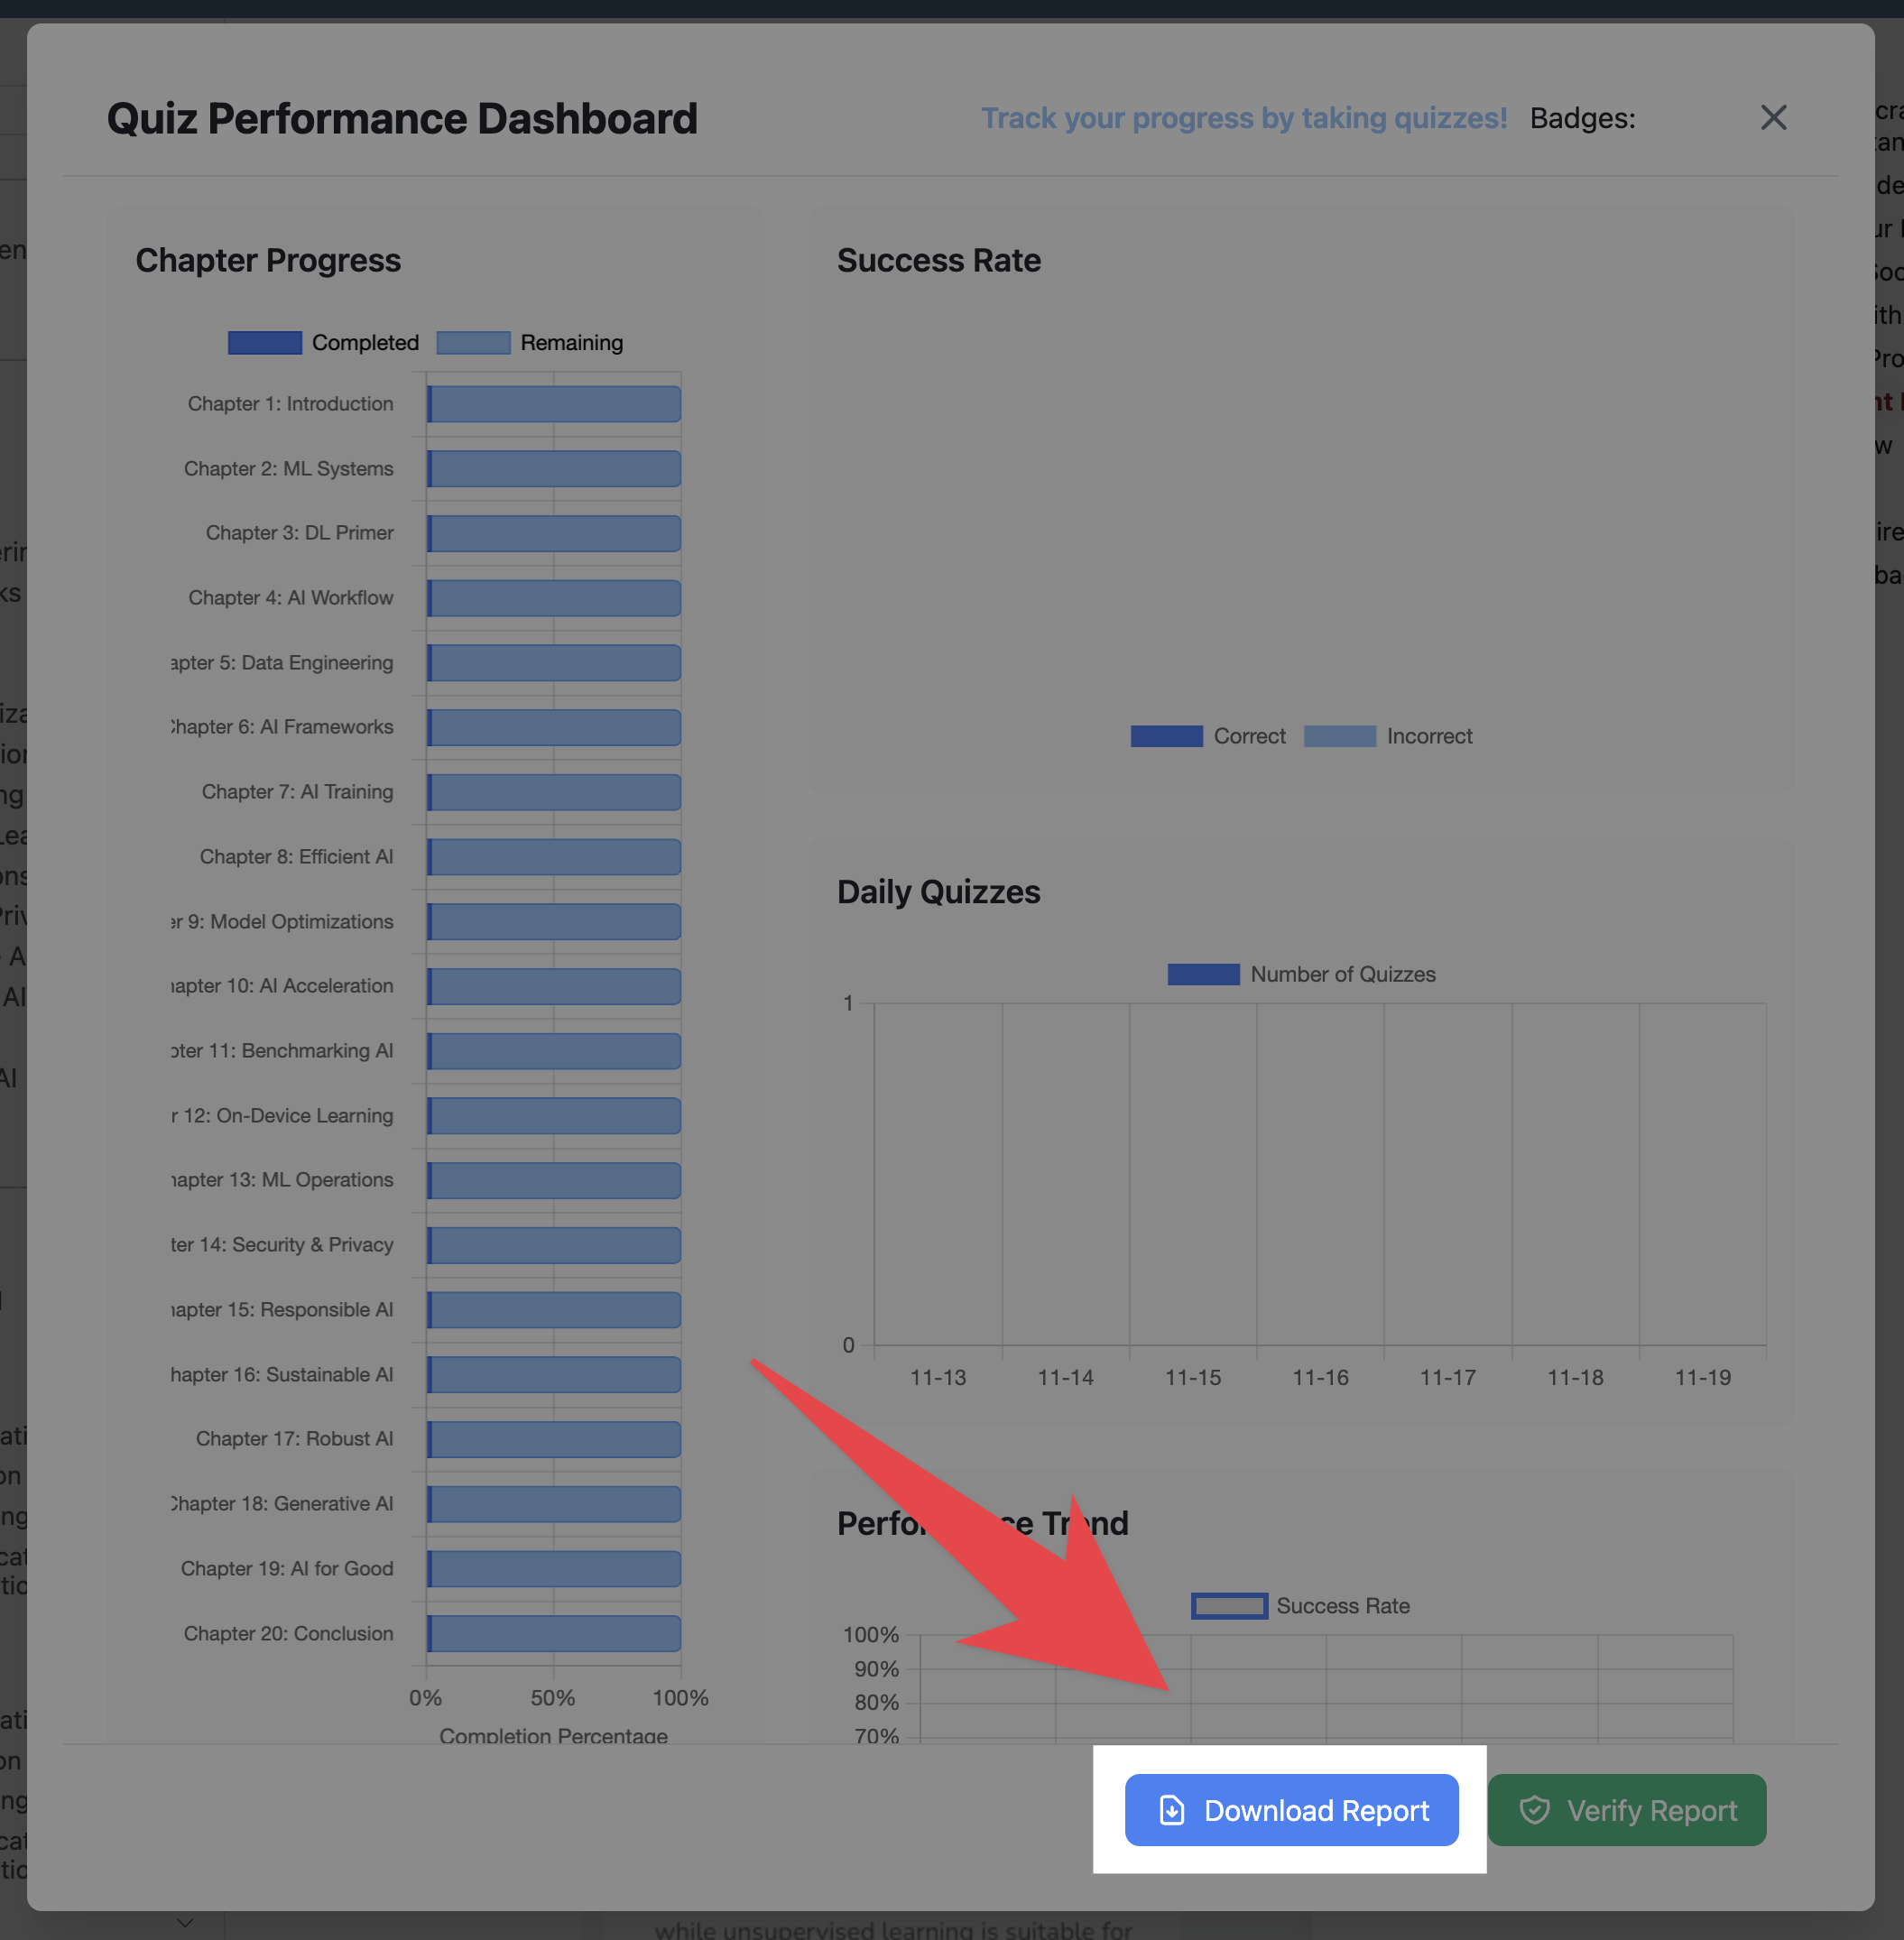 Quiz Performance Dashboard
Track your progress by taking quizzes! Badges:
Chapter Progress
Completed Remaining
Chapter 1: Introduction
Chapter 2: ML Systems
Chapter 3: DL Primer
Chapter 4: AI Workflow
apter 5: Data Engineering
hapter 6: AI Frameworks
Chapter 7: AI Training
Chapter 8: Efficient AI
er 9: Model Optimizations
apter 10: AI Acceleration
pter 11: Benchmarking AI
r 12: On-Device Learning
hapter 13: ML Operations
ter 14: Security & Privacy
hapter 15: Responsible AI
hapter 16: Sustainable AI
Chapter 17: Robust AI
Chapter 18: Generative AI
Chapter 19: AI for Good
Chapter 20: Conclusion
0% 50% 100%
Completion Percentage
Success Rate
Correct Incorrect
Daily Quizzes
Number of Quizzes
1
0
11-13 11-14 11-15 11-16 11-17 11-18 11-19
Perfo ce Tr nd
Success Rate
100%
90%
80%
70%
Download Report
Verify Report
while unsupervised learning is suitable for